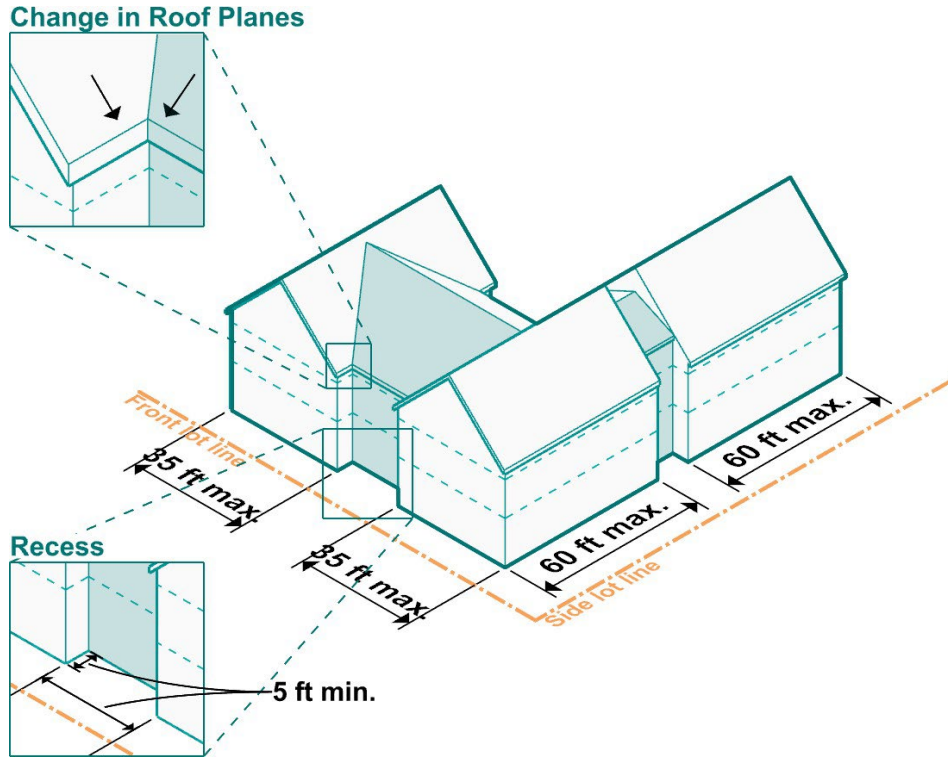 Change in Roof Planes
Front lot line
35 ft max.
60 ft max.
60 ft max.
35 ft max.
Side lot line
Recess
5 ft min.